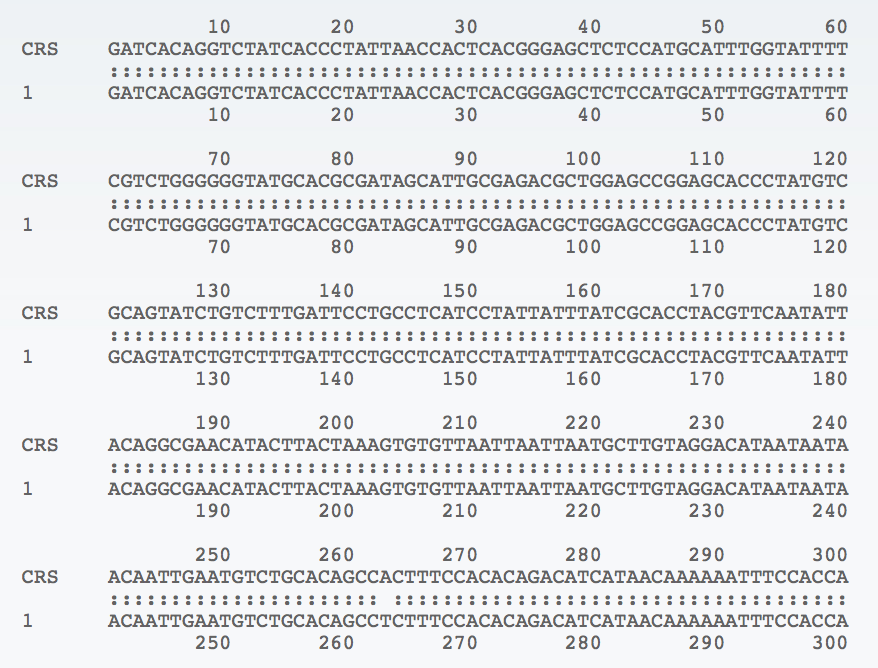 10 20 30 40 50 60
CRS GATCACAGGTCTATCACCCTATTAACCACTCACGGGAGCTCTCCATGCATTTGGTATTTT
::::::::::::::::::::::::::::::::::::::::::::::::::::::::::::
1 GATCACAGGTCTATCACCCTATTAACCACTCACGGGAGCTCTCCATGCATTTGGTATTTT
10 20 30 40 50 60
70 80 90 100 110 120
CRS CGTCTGGGGGGTATGCACGCGATAGCATTGCGAGACGCTGGAGCCGGAGCACCCTATGTC
::::::::::::::::::::::::::::::::::::::::::::::::::::::::::::
1 CGTCTGGGGGGTATGCACGCGATAGCATTGCGAGACGCTGGAGCCGGAGCACCCTATGTC
70 80 90 100 110 120
130 140 150 160 170 180
CRS GCAGTATCTGTCTTTGATTCCTGCCTCATCCTATTATTTATCGCACCTACGTTCAATATT
::::::::::::::::::::::::::::::::::::::::::::::::::::::::::::
1 GCAGTATCTGTCTTTGATTCCTGCCTCATCCTATTATTTATCGCACCTACGTTCAATATT
130 140 150 160 170 180
190 200 210 220 230 240
CRS ACAGGCGAACATACTTACTAAAGTGTGTTAATTAATTAATGCTTGTAGGACATAATAATA
::::::::::::::::::::::::::::::::::::::::::::::::::::::::::::
1 ACAGGCGAACATACTTACTAAAGTGTGTTAATTAATTAATGCTTGTAGGACATAATAATA
190 200 210 220 230 240
250 260 270 280 290 300
CRS ACAATTGAATGTCTGCACAGCCACTTTCCACACAGACATCATAACAAAAAATTTCCACCA
:::::::::::::::::::::: :::::::::::::::::::::::::::::::::::::
1 ACAATTGAATGTCTGCACAGCCTCTTTCCACACAGACATCATAACAAAAAATTTCCACCA
250 260 270 280 290 300